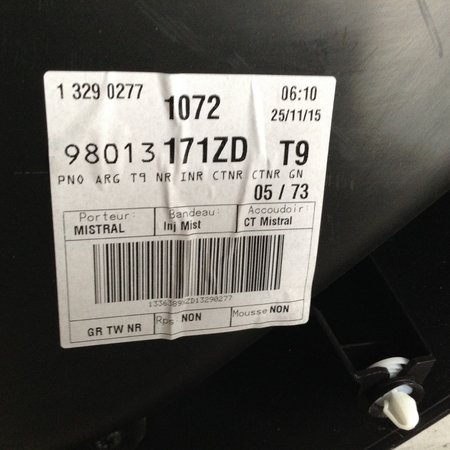 1 329 0277 1072 06:10
25/11/15
98013 171ZD T9
PNO ARG T9 NR INR CTNR CTNR GN
05 / 73
Porteur: Bandeau: Accoudoir:
MISTRAL Inj Mist CT Mistral
GR TW NR Rps NON Mousse NON